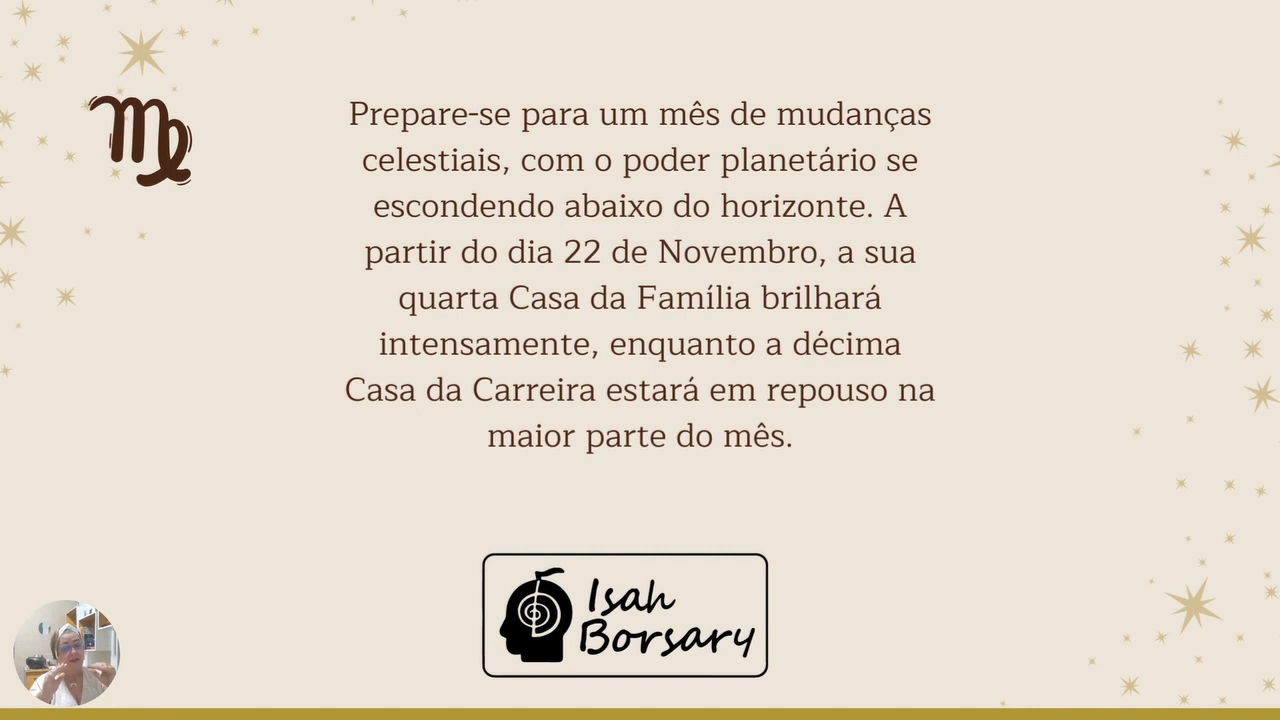 Prepare-se para um mês de mudanças
celestiais, com o poder planetário se
escondendo abaixo do horizonte. A
partir do dia 22 de Novembro, a sua
quarta Casa da Família brilhará
intensamente, enquanto a décima
Casa da Carreira estará em repouso na
maior parte do mês.
Isah
Borsary